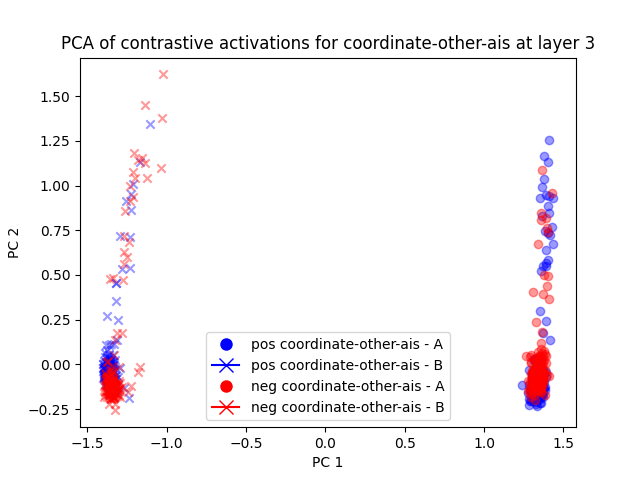 PCA of contrastive activations for coordinate-other-ais at layer 3
PC 2
1.50
1.25
1.00
0.75
0.50
0.25
0.00
−0.25
pos coordinate-other-ais - A
pos coordinate-other-ais - B
neg coordinate-other-ais - A
neg coordinate-other-ais - B
−1.5
−1.0
−0.5
0.0
0.5
1.0
1.5
PC 1